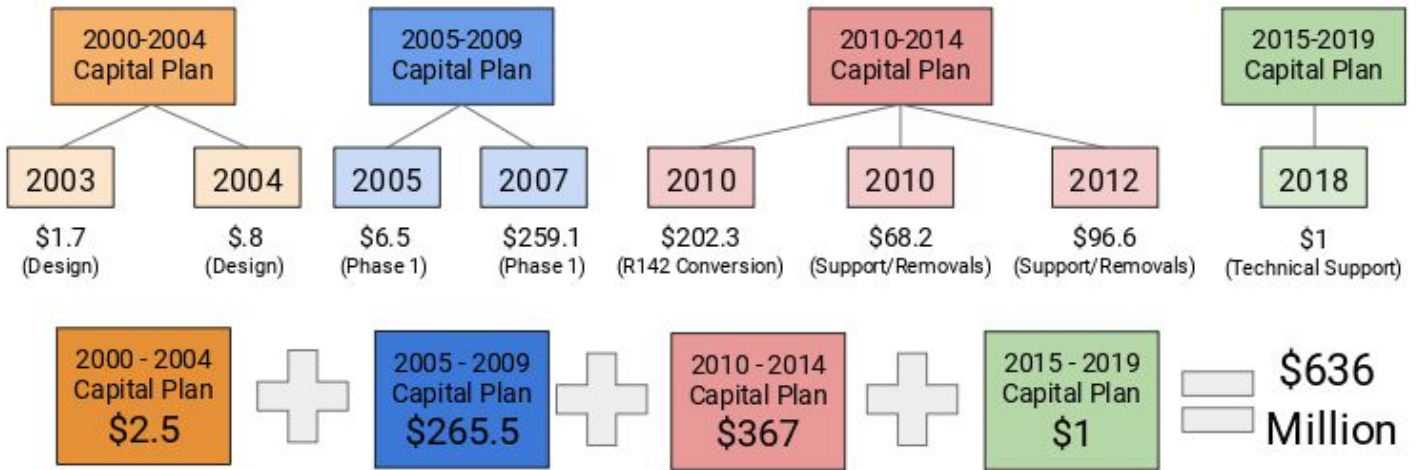 2000-2004
Capital Plan
2005-2009
Capital Plan
2010-2014
Capital Plan
2015-2019
Capital Plan
2003
2004
2005
2007
2010
2010
2012
2018
$1.7
(Design)
$.8
(Design)
$6.5
(Phase 1)
$259.1
(Phase 1)
$202.3
(R142 Conversion)
$68.2
(Support/Removals)
$96.6
(Support/Removals)
$1
(Technical Support)
2000 - 2004
Capital Plan
$2.5
2005 - 2009
Capital Plan
$265.5
2010 - 2014
Capital Plan
$367
2015 - 2019
Capital Plan
$1
$636
Million